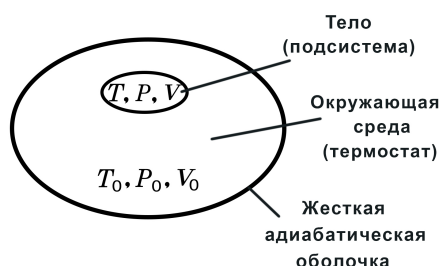 Тело
(подсистема)
T, P, V
Окружающая
среда
(термостат)
T₀, P₀, V₀
Жесткая
адиабатическая
оболочка